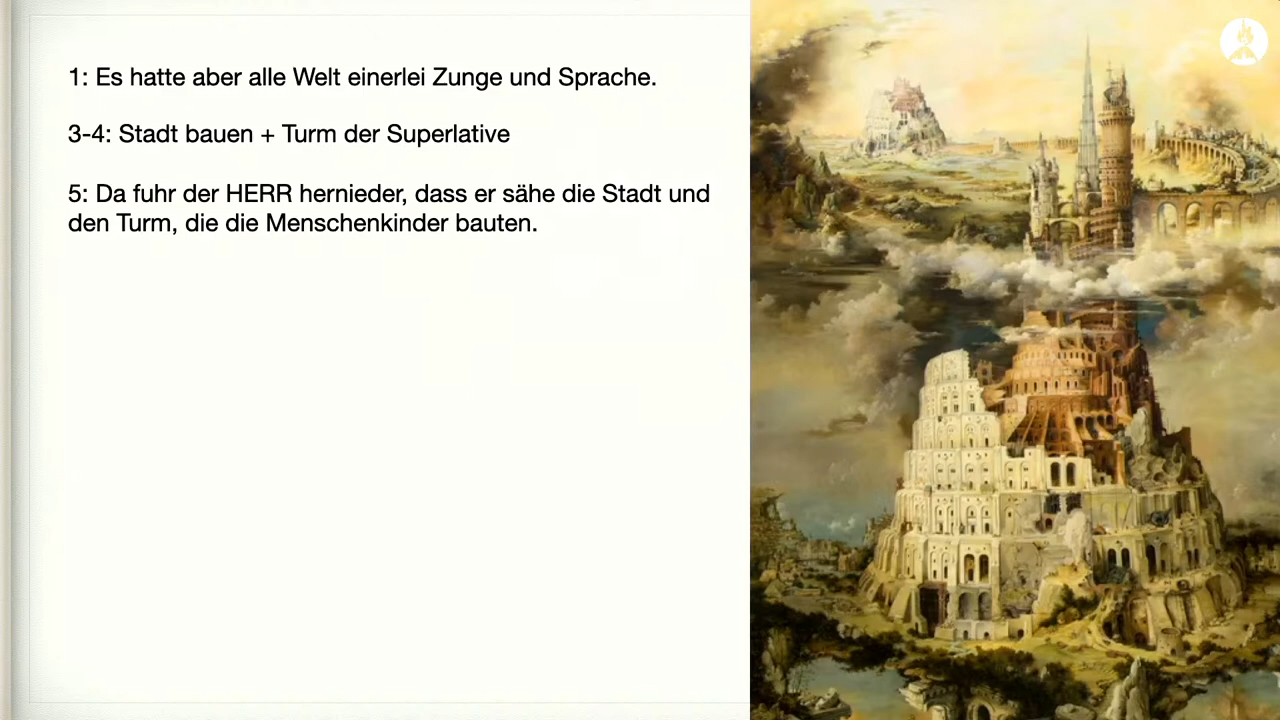 1: Es hatte aber alle Welt einerlei Zunge und Sprache.
3-4: Stadt bauen + Turm der Superlative
5: Da fuhr der HERR hernieder, dass er sähe die Stadt und
den Turm, die die Menschenkinder bauten.